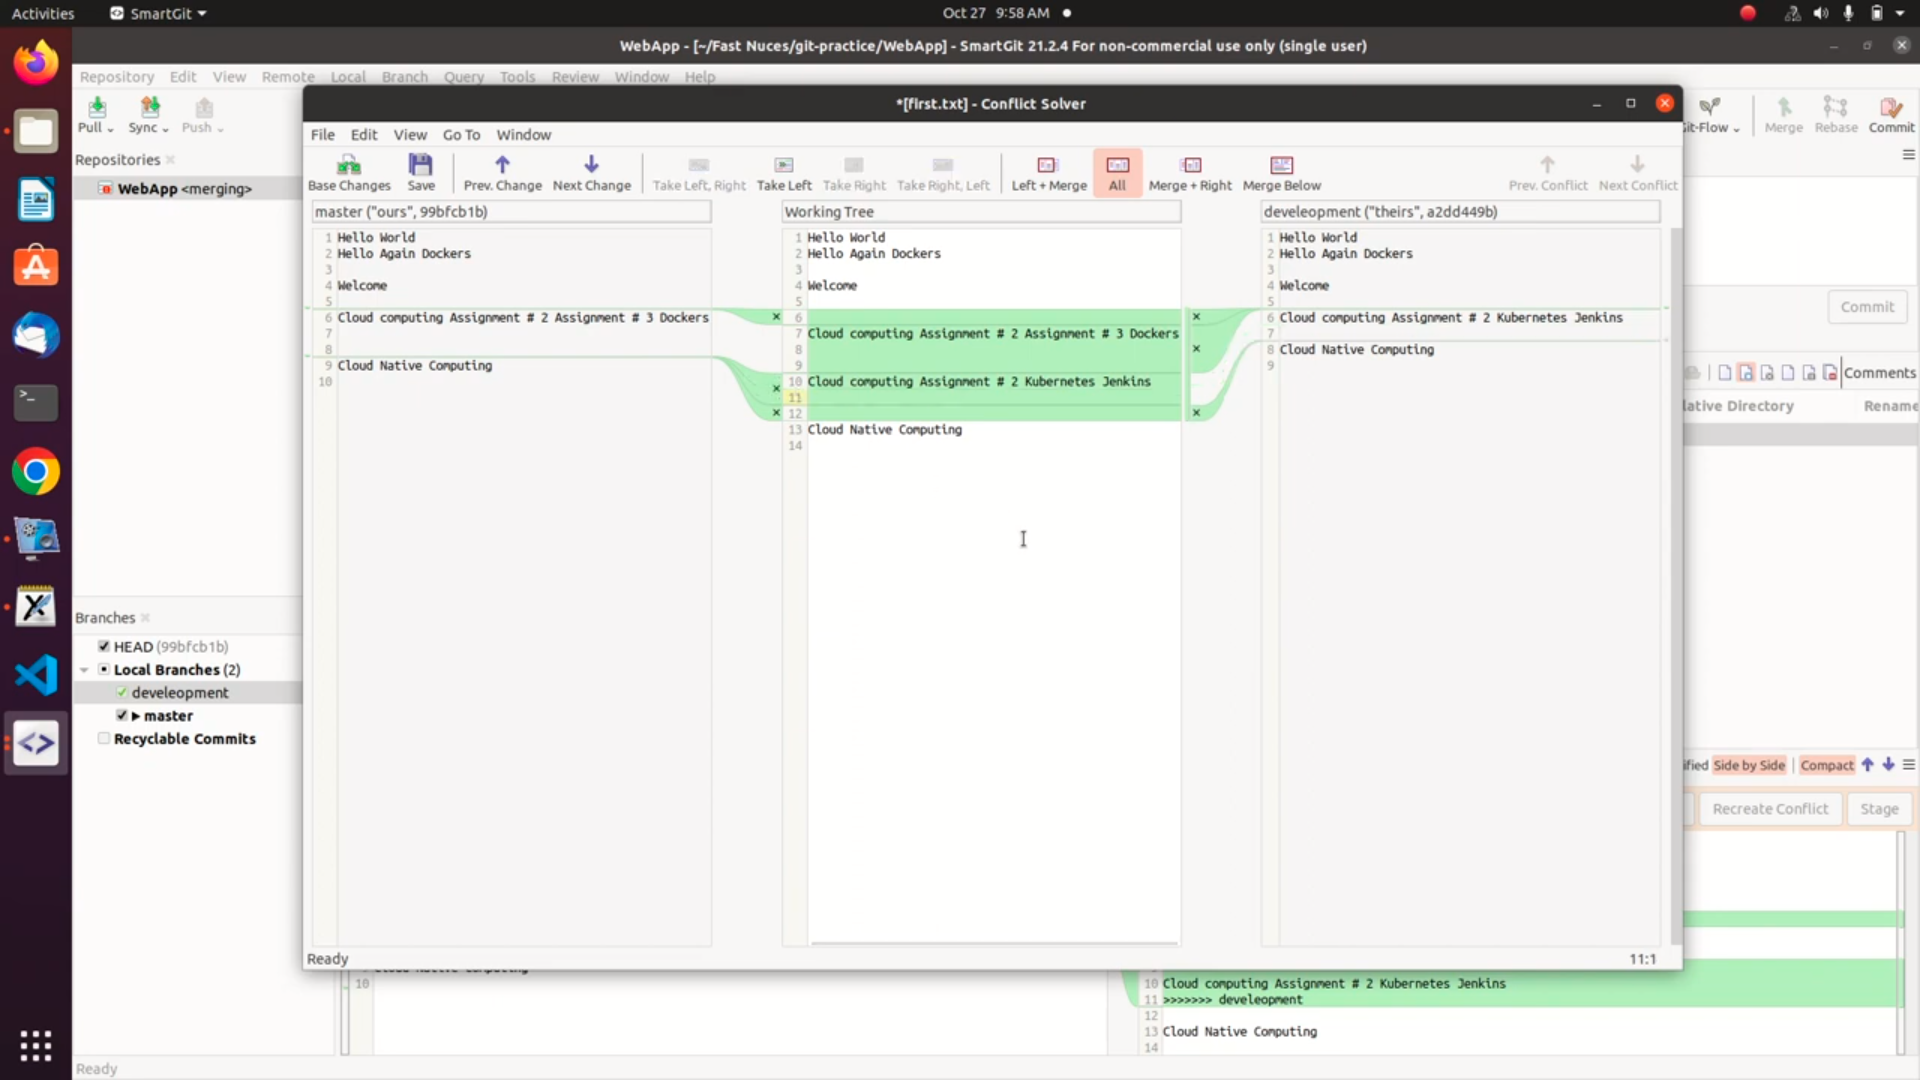 Activities SmartGit Oct 27 9:58 AM
WebApp - [~/Fast Nuces/git-practice/WebApp] - SmartGit 21.2.4 For non-commercial use only (single user)
Repository Edit View Remote Local Branch Query Tools Review Window Help
Pull Sync Push
*[first.txt] - Conflict Solver
Git-Flow Merge Rebase Commit
File Edit View Go To Window
Base Changes Save Prev. Change Next Change Take Left, Right Take Left Take Right Take Right, Left Left + Merge All Merge + Right Merge Below Prev. Conflict Next Conflict
Repositories
WebApp <merging>
master ("ours", 99bfcb1b)
1 Hello World
2 Hello Again Dockers
3
4 Welcome
5
6 Cloud computing Assignment # 2 Assignment # 3 Dockers
7
8
9 Cloud Native Computing
10
Working Tree
1 Hello World
2 Hello Again Dockers
3
4 Welcome
5
6
7 Cloud computing Assignment # 2 Assignment # 3 Dockers
8
9
10 Cloud computing Assignment # 2 Kubernetes Jenkins
11
12
13 Cloud Native Computing
14
develeopment ("theirs", a2dd449b)
1 Hello World
2 Hello Again Dockers
3
4 Welcome
5
6 Cloud computing Assignment # 2 Kubernetes Jenkins
7
8 Cloud Native Computing
9
Ready 11:1
Commit
Comments
lative Directory Rename
Branches
HEAD (99bfcb1b)
Local Branches (2)
develeopment
master
Recyclable Commits
ified Side by Side Compact
Recreate Conflict Stage
Cloud Native Computing
10
10 Cloud computing Assignment # 2 Kubernetes Jenkins
11 >>>>>>> develeopment
12
13 Cloud Native Computing
14
Ready